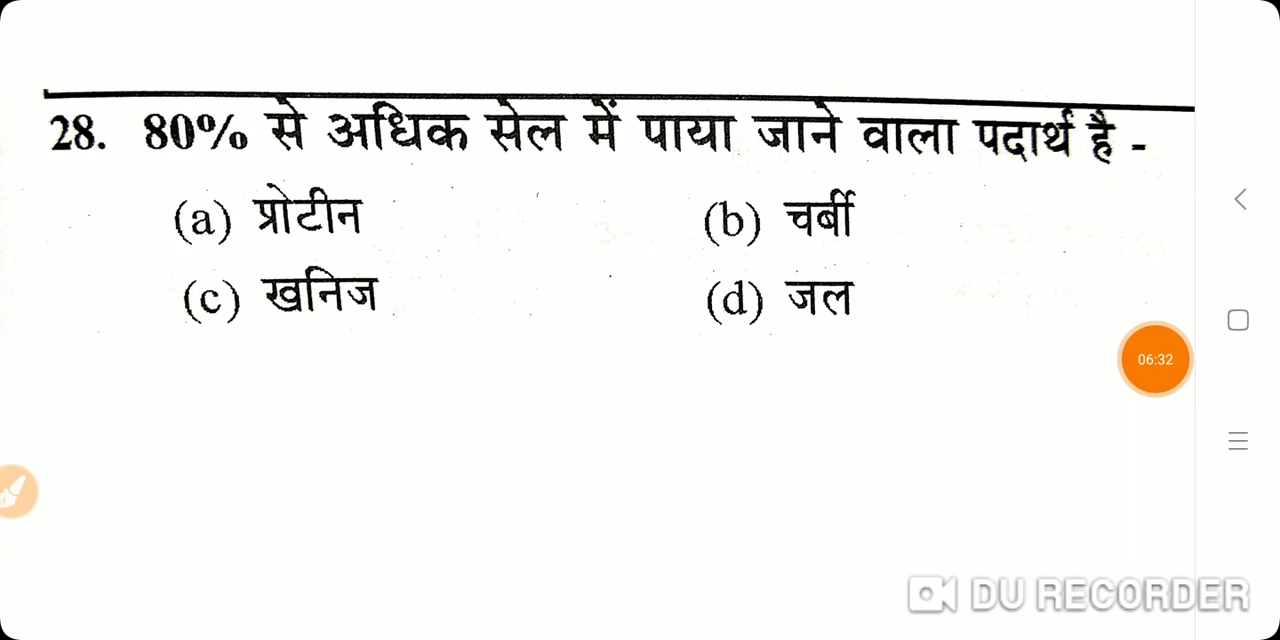 28. 80% से अधिक सेल में पाया जाने वाला पदार्थ है -
(a) प्रोटीन (b) चर्बी
(c) खनिज (d) जल
06:32
DU RECORDER